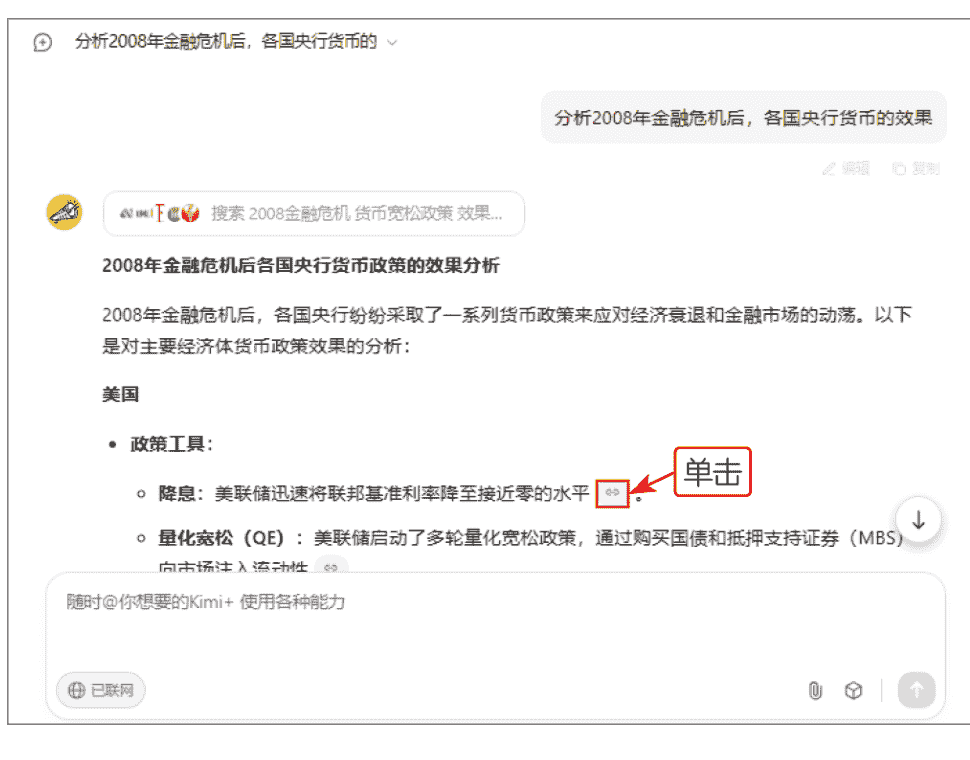 分析2008年金融危机后，各国央行货币的
分析2008年金融危机后，各国央行货币的效果
编辑 复制
搜索 2008金融危机 货币宽松政策 效果...
2008年金融危机后各国央行货币政策的效果分析
2008年金融危机后，各国央行纷纷采取了一系列货币政策来应对经济衰退和金融市场的动荡。以下
是对主要经济体货币政策效果的分析：
美国
• 政策工具：
单击
○ 降息：美联储迅速将联邦基准利率降至接近零的水平 。
○ 量化宽松（QE）：美联储启动了多轮量化宽松政策，通过购买国债和抵押支持证券（MBS）
向市场注入流动性
随时@你想要的Kimi+ 使用各种能力
已联网